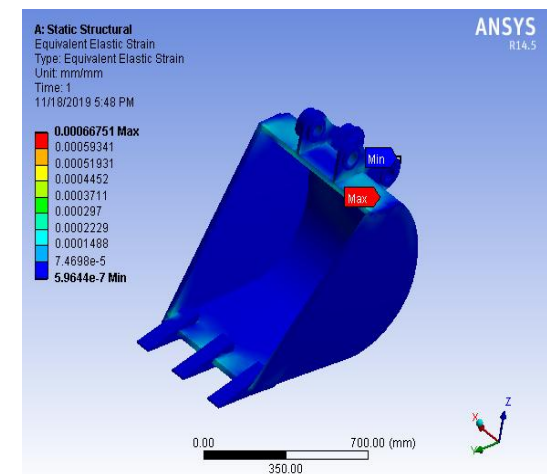 A: Static Structural
Equivalent Elastic Strain
Type: Equivalent Elastic Strain
Unit: mm/mm
Time: 1
11/18/2019 5:48 PM
0.00066751 Max
0.00059341
0.00051931
0.0004452
0.0003711
0.000297
0.0002229
0.0001488
7.4698e-5
5.9644e-7 Min
ANSYS
R14.5
Min
Max
0.00
700.00 (mm)
350.00
Z
X
Y